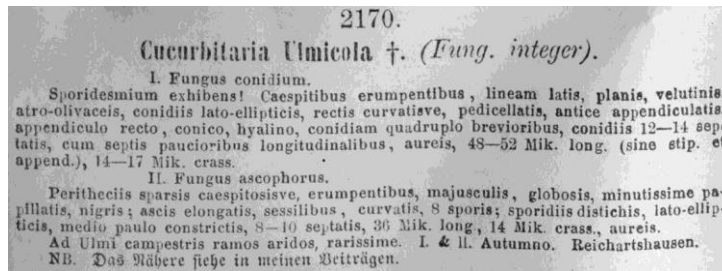 2170.
Cucurbitaria Ulmicola †. (Fung. integer).
I. Fungus conidium.
Sporidesmium exhibens! Caespitibus erumpentibus, lineam latis, planis, velutinis
atro-olivaceis, conidiis lato-ellipticis, rectis curvatisve, pedicellatis, antice appendiculatis
appendiculo recto, conico, hyalino, conidiam quadruplo brevioribus, conidiis 12—14 sep
tatis, cum septis paucioribus longitudinalibus, aureis, 48—52 Mik. long. (sine stip. et
append.), 14—17 Mik. crass.
II. Fungus ascophorus.
Peritheciis sparsis caespitosisve, erumpentibus, majusculis, globosis, minutissime pa-
pillatis, nigris; ascis elongatis, sessilibus, curvatis, 8 sporis; sporidiis distichis, lato-ellip-
ticis, medio paulo constrictis, 8—10 septatis, 36 Mik. long, 14 Mik. crass., aureis.
Ad Ulmi campestris ramos aridos, rarissime. I. & II. Autumno. Reichartshausen.
NB. Das Nähere siehe in meinen Beiträgen.